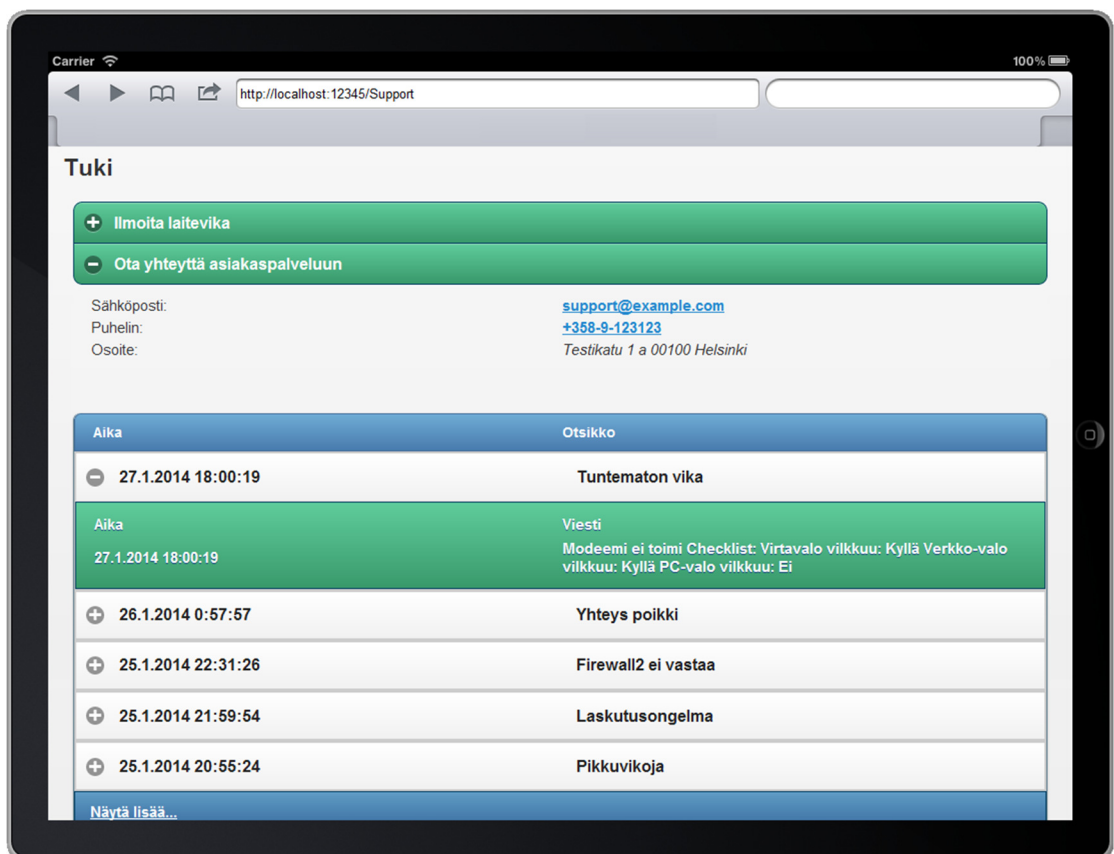 Carrier 100%
http://localhost:12345/Support
Tuki
Ilmoita laitevika
Ota yhteyttä asiakaspalveluun
Sähköposti: support@example.com
Puhelin: +358-9-123123
Osoite: Testikatu 1 a 00100 Helsinki
Aika Otsikko
27.1.2014 18:00:19 Tuntematon vika
Aika Viesti
27.1.2014 18:00:19 Modeemi ei toimi Checklist: Virtavalo vilkkuu: Kyllä Verkko-valo
vilkkuu: Kyllä PC-valo vilkkuu: Ei
26.1.2014 0:57:57 Yhteys poikki
25.1.2014 22:31:26 Firewall2 ei vastaa
25.1.2014 21:59:54 Laskutusongelma
25.1.2014 20:55:24 Pikkuvikoja
Näytä lisää...